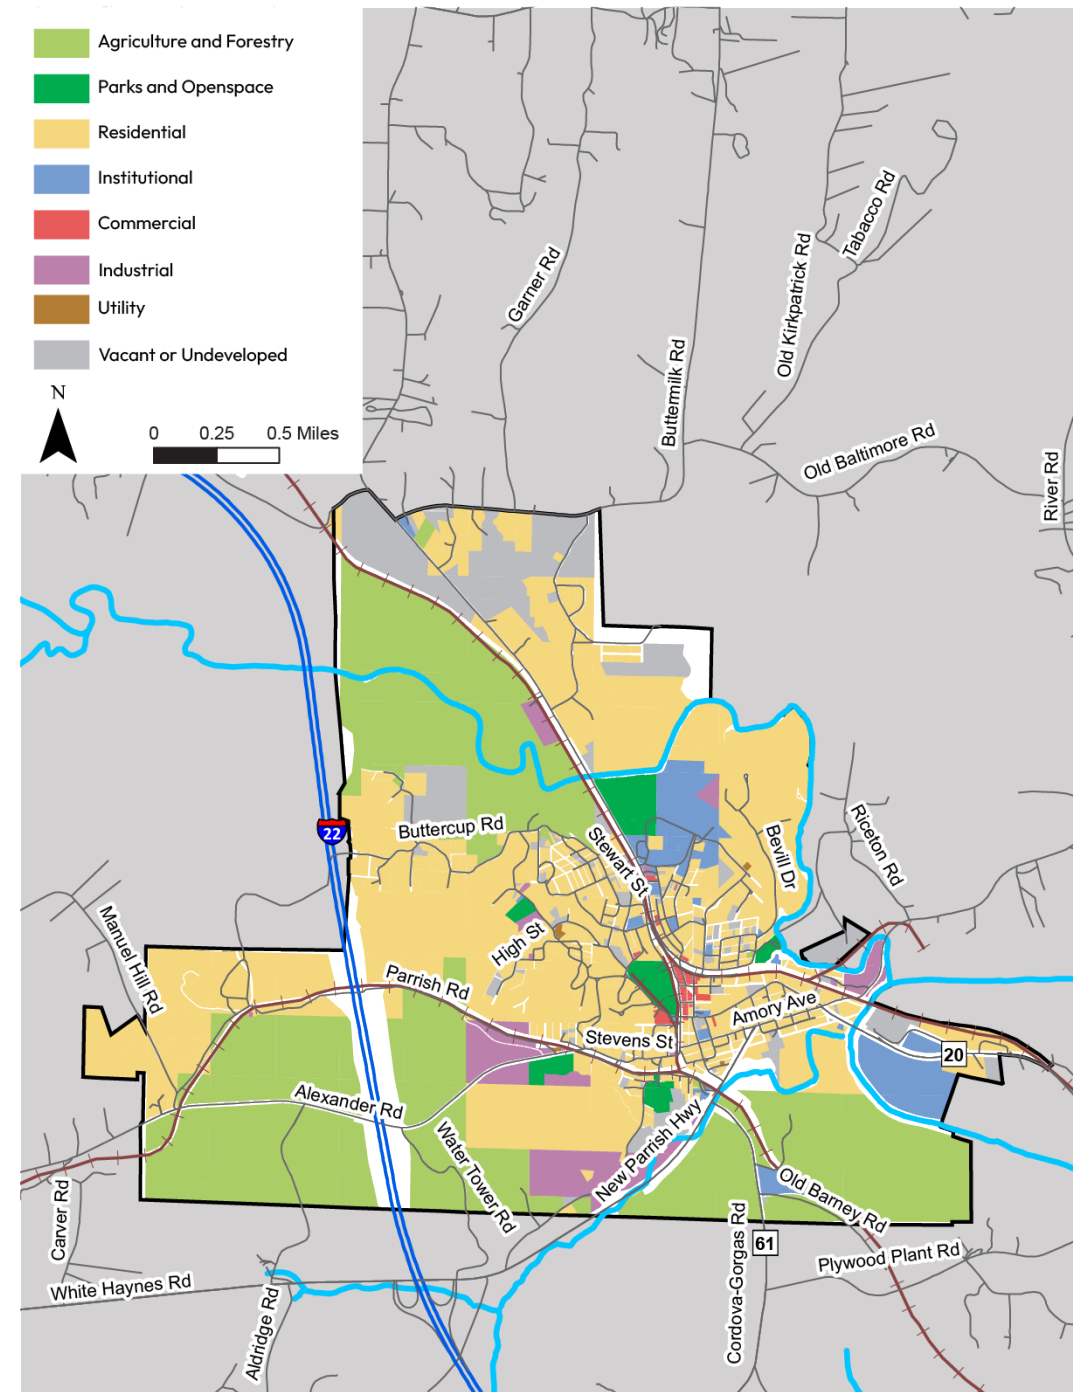 Agriculture and Forestry
Parks and Openspace
Residential
Institutional
Commercial
Industrial
Utility
Vacant or Undeveloped
N
0 0.25 0.5 Miles
Tabacco Rd
Garner Rd
Old Kirkpatrick Rd
Buttermilk Rd
Old Baltimore Rd
River Rd
22
Buttercup Rd
Stewart St
Bevill Dr
Riceton Rd
Manuel Hill Rd
High St
Parrish Rd
Amory Ave
Stevens St
20
Alexander Rd
Water Tower Rd
New Parrish Hwy
Old Barney Rd
Carver Rd
61
Plywood Plant Rd
White Haynes Rd
Aldridge Rd
Cordova-Gorgas Rd